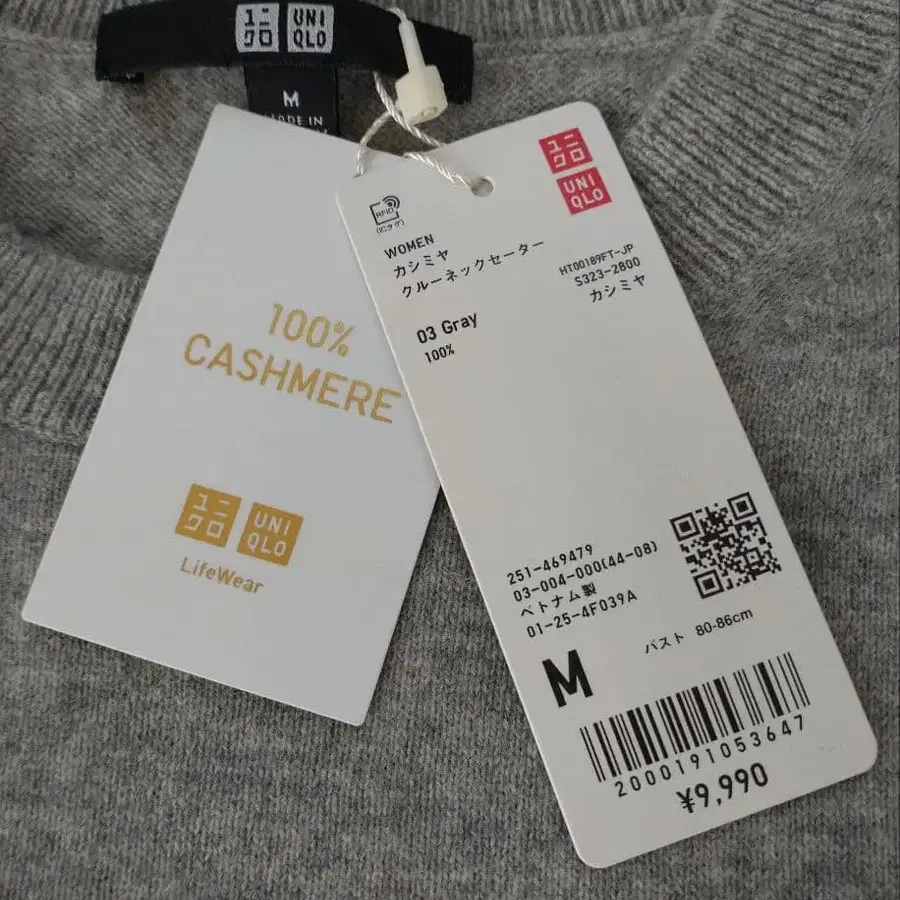 ユニ
クロ
UNI
QLO
M
MADE IN
100%
CASHMERE
ユニ
クロ
UNI
QLO
LifeWear
ユニ
クロ
UNI
QLO
RFID
(ICタグ)
WOMEN
カシミヤ
クルーネックセーター
HT00189FT-JP
S323-2800
カシミヤ
03 Gray
100%
251-469479
03-004-000(44-08)
ベトナム製
01-25-4F039A
M
バスト 80-86cm
2000191053647
¥9,990